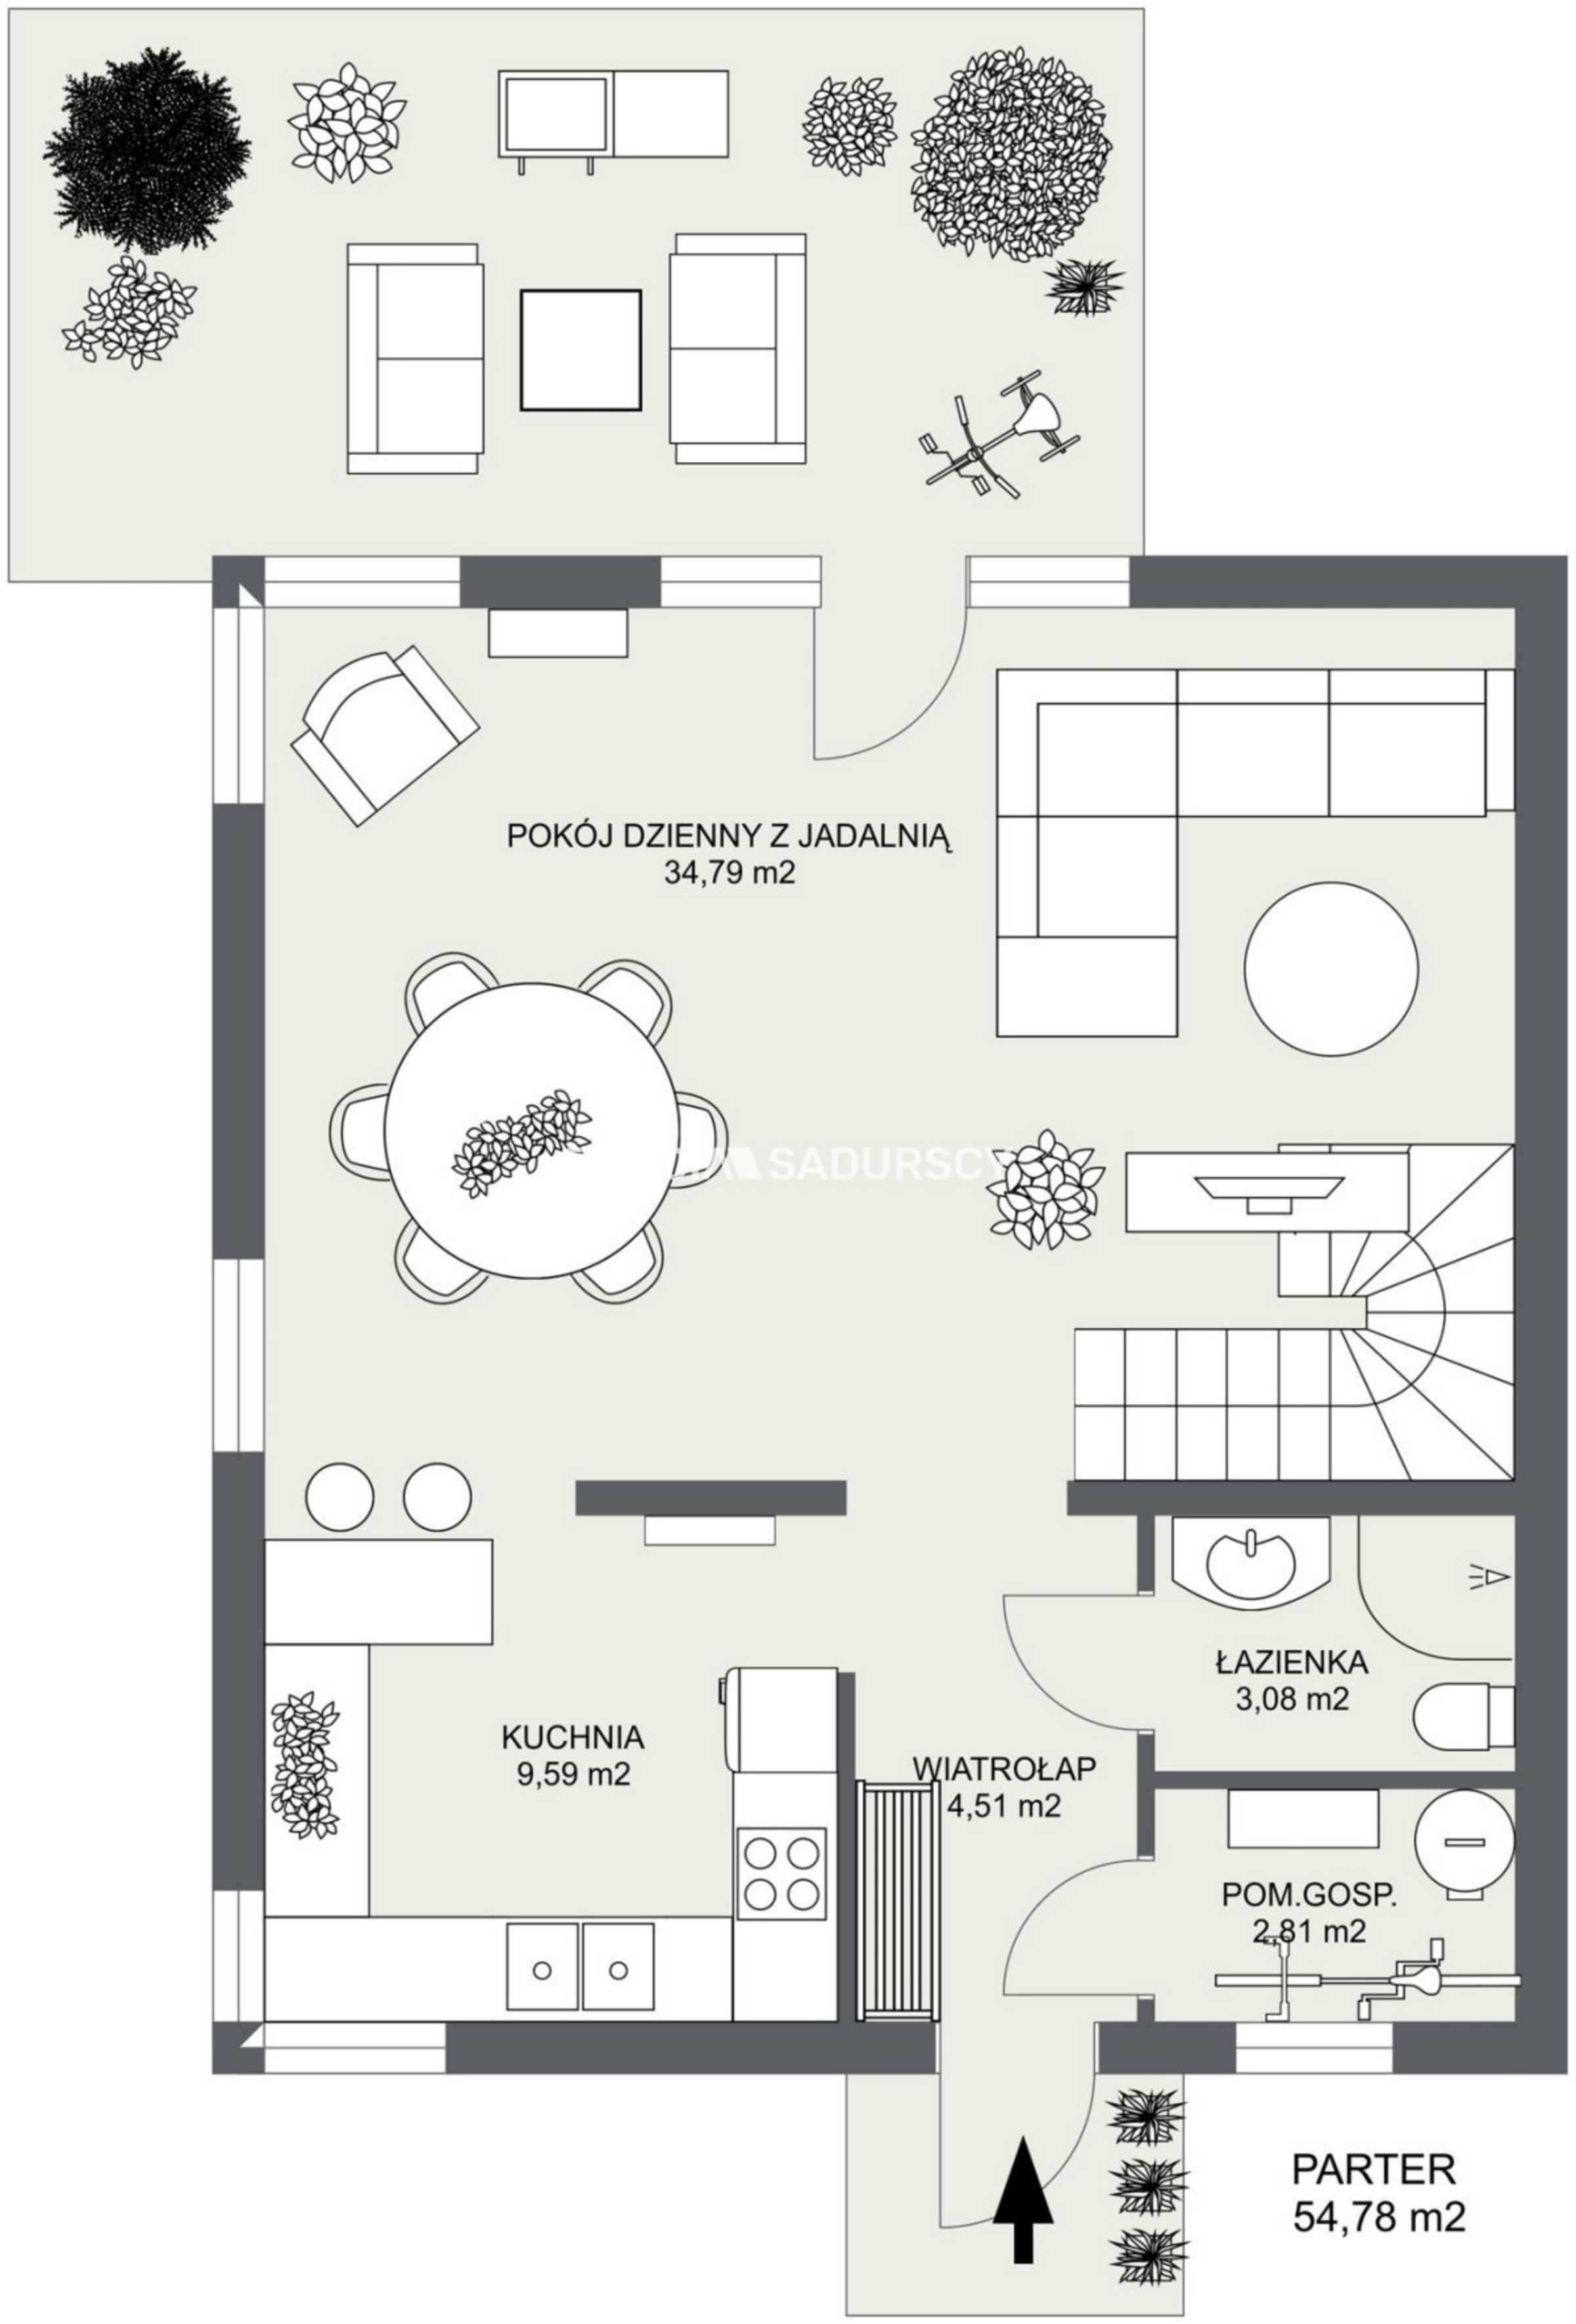 POKÓJ DZIENNY Z JADALNIĄ
34,79 m2
SADURSCY
KUCHNIA
9,59 m2
WIATROŁAP
4,51 m2
ŁAZIENKA
3,08 m2
POM.GOSP.
2,81 m2
PARTER
54,78 m2